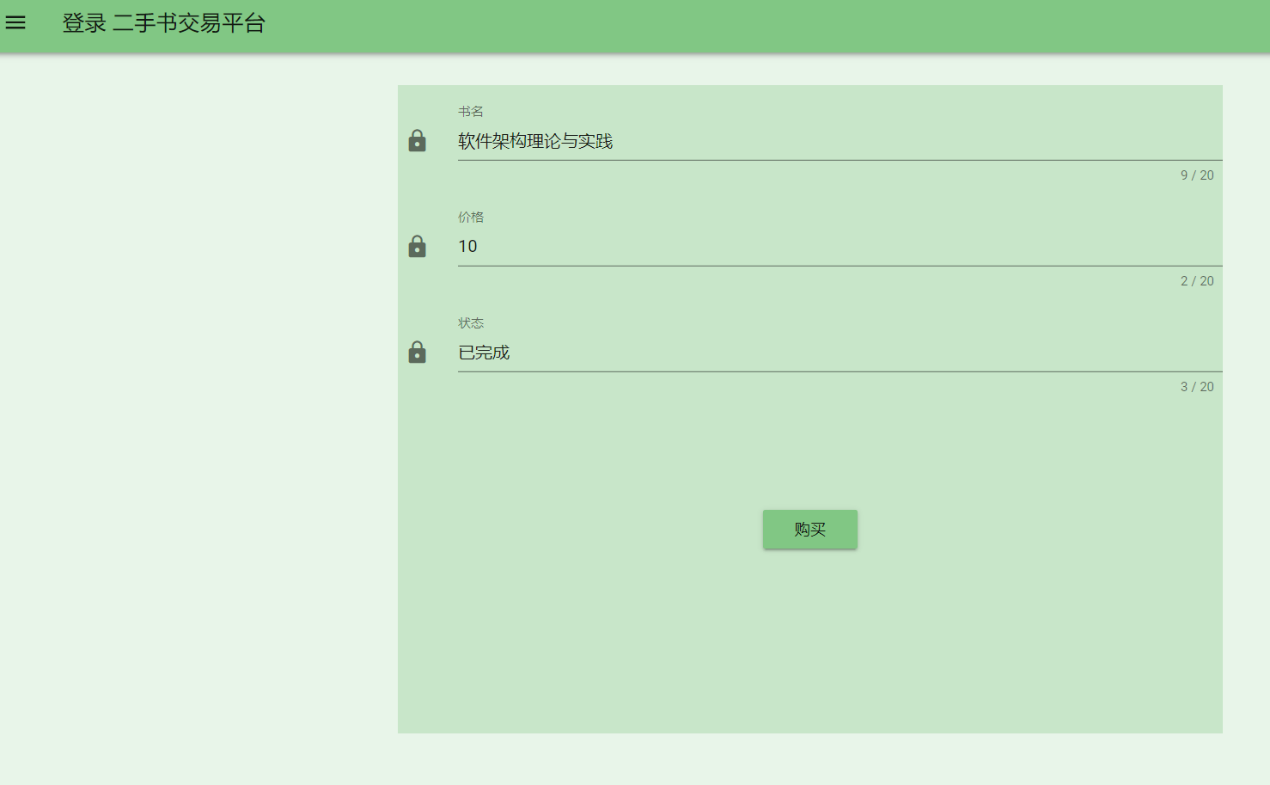 登录 二手书交易平台
书名
软件架构理论与实践
9 / 20
价格
10
2 / 20
状态
已完成
3 / 20
购买